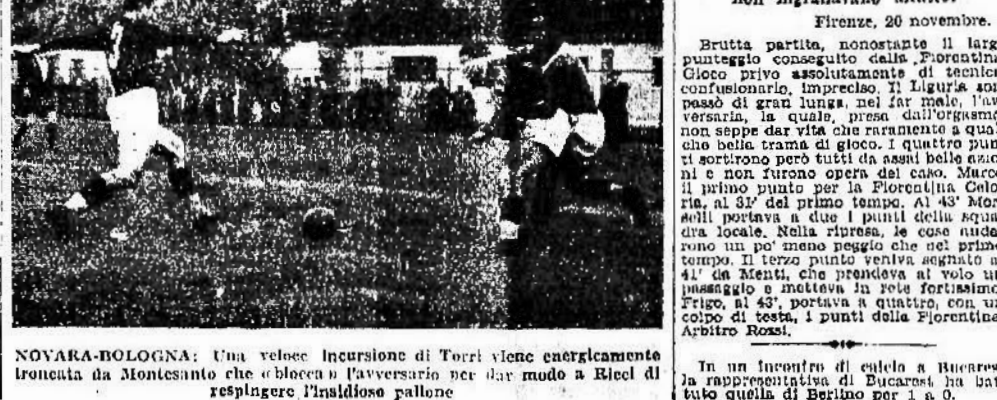 NOVARA-BOLOGNA: Una veloce incursione di Torri viene energicamente
troncata da Montesanto che «blocca» l'avversario per dar modo a Ricci di
respingere l'insidioso pallone
Firenze, 20 novembre.
Brutta partita, nonostante il larg
punteggio conseguito dalla Fiorentina
Gioco privo assolutamente di tecnica
confusionario, impreciso. Il Liguria sor
passò di gran lunga, nel far male, l'av
versaria, la quale, presa dall'orgasmo
non seppe dar vita che raramente a qual
che bella trama di gioco. I quattro pun
ti sortirono però tutti da assai belle azio
ni e non furono opera del caso. Marcò
il primo punto per la Fiorentina Celo
ria, al 31' del primo tempo. Al 43' Mor
selli portava a due i punti della squa
dra locale. Nella ripresa, le cose anda
rono un po' meno peggio che nel primo
tempo. Il terzo punto veniva segnato a
41' da Menti, che prendeva al volo un
passaggio e metteva in rete fortissimo
Frigo, al 43', portava a quattro, con un
colpo di testa, i punti della Fiorentina
Arbitro Rossi.
In un incontro di calcio a Bucarest
la rappresentativa di Bucarest ha bat
tuto quella di Berlino per 1 a 0.